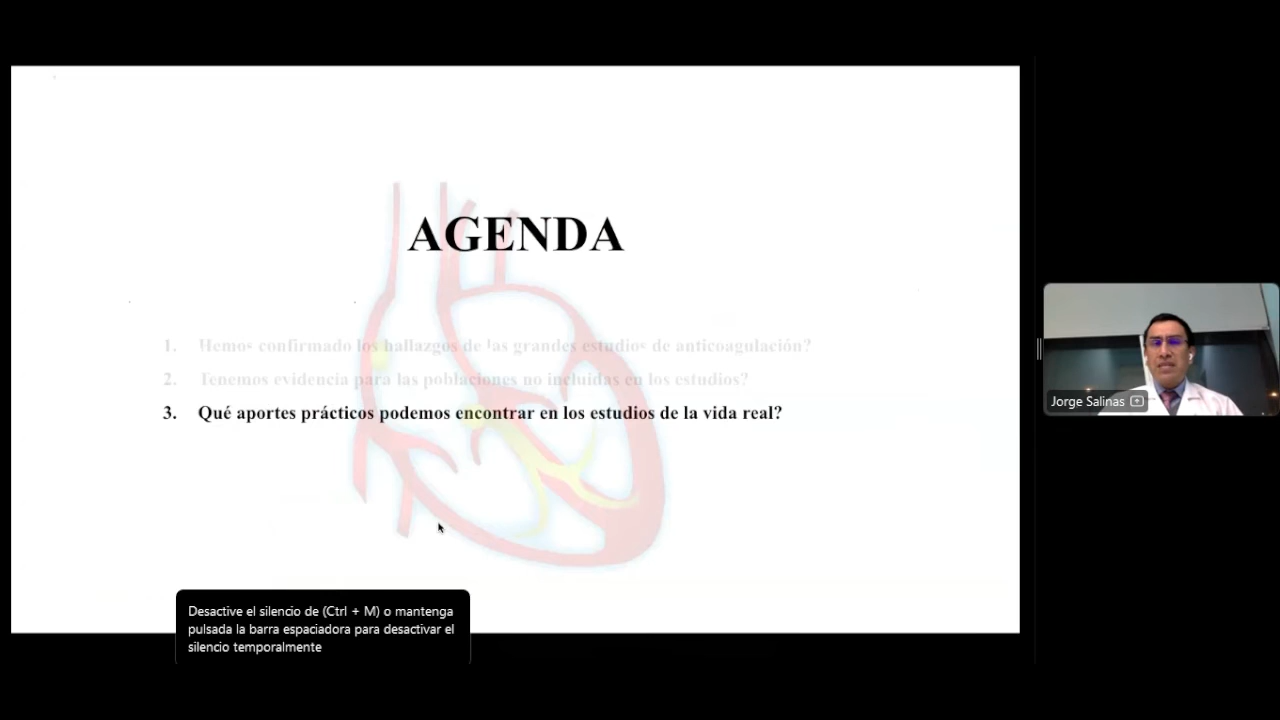 AGENDA
1. Hemos confirmado los hallazgos de las grandes estudios de anticoagulación?
2. Tenemos evidencia para las poblaciones no incluidas en los estudios?
3. Qué aportes prácticos podemos encontrar en los estudios de la vida real?
Jorge Salinas
Desactive el silencio de (Ctrl + M) o mantenga
pulsada la barra espaciadora para desactivar el
silencio temporalmente